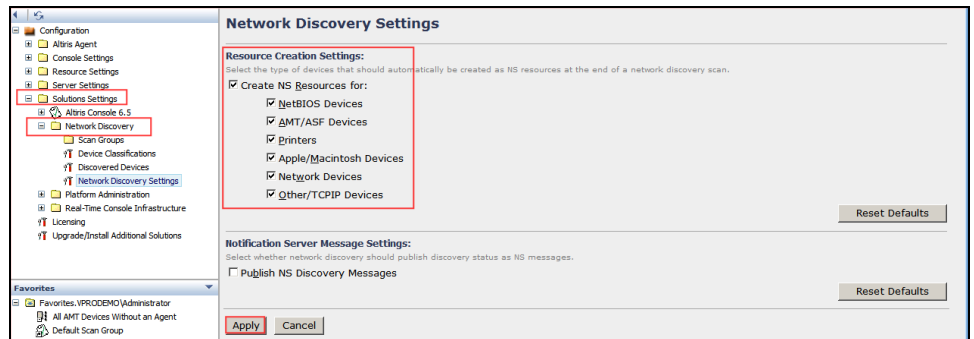 Configuration
Altiris Agent
Console Settings
Resource Settings
Server Settings
Solutions Settings
Altiris Console 6.5
Network Discovery
Scan Groups
Device Classifications
Discovered Devices
Network Discovery Settings
Platform Administration
Real-Time Console Infrastructure
Licensing
Upgrade/Install Additional Solutions
Favorites
Favorites.VPRODEMO\Administrator
All AMT Devices Without an Agent
Default Scan Group
Network Discovery Settings
Resource Creation Settings:
Select the type of devices that should automatically be created as NS resources at the end of a network discovery scan.
Create NS Resources for:
NetBIOS Devices
AMT/ASF Devices
Printers
Apple/Macintosh Devices
Network Devices
Other/TCPIP Devices
Reset Defaults
Notification Server Message Settings:
Select whether network discovery should publish discovery status as NS messages.
Publish NS Discovery Messages
Reset Defaults
Apply Cancel